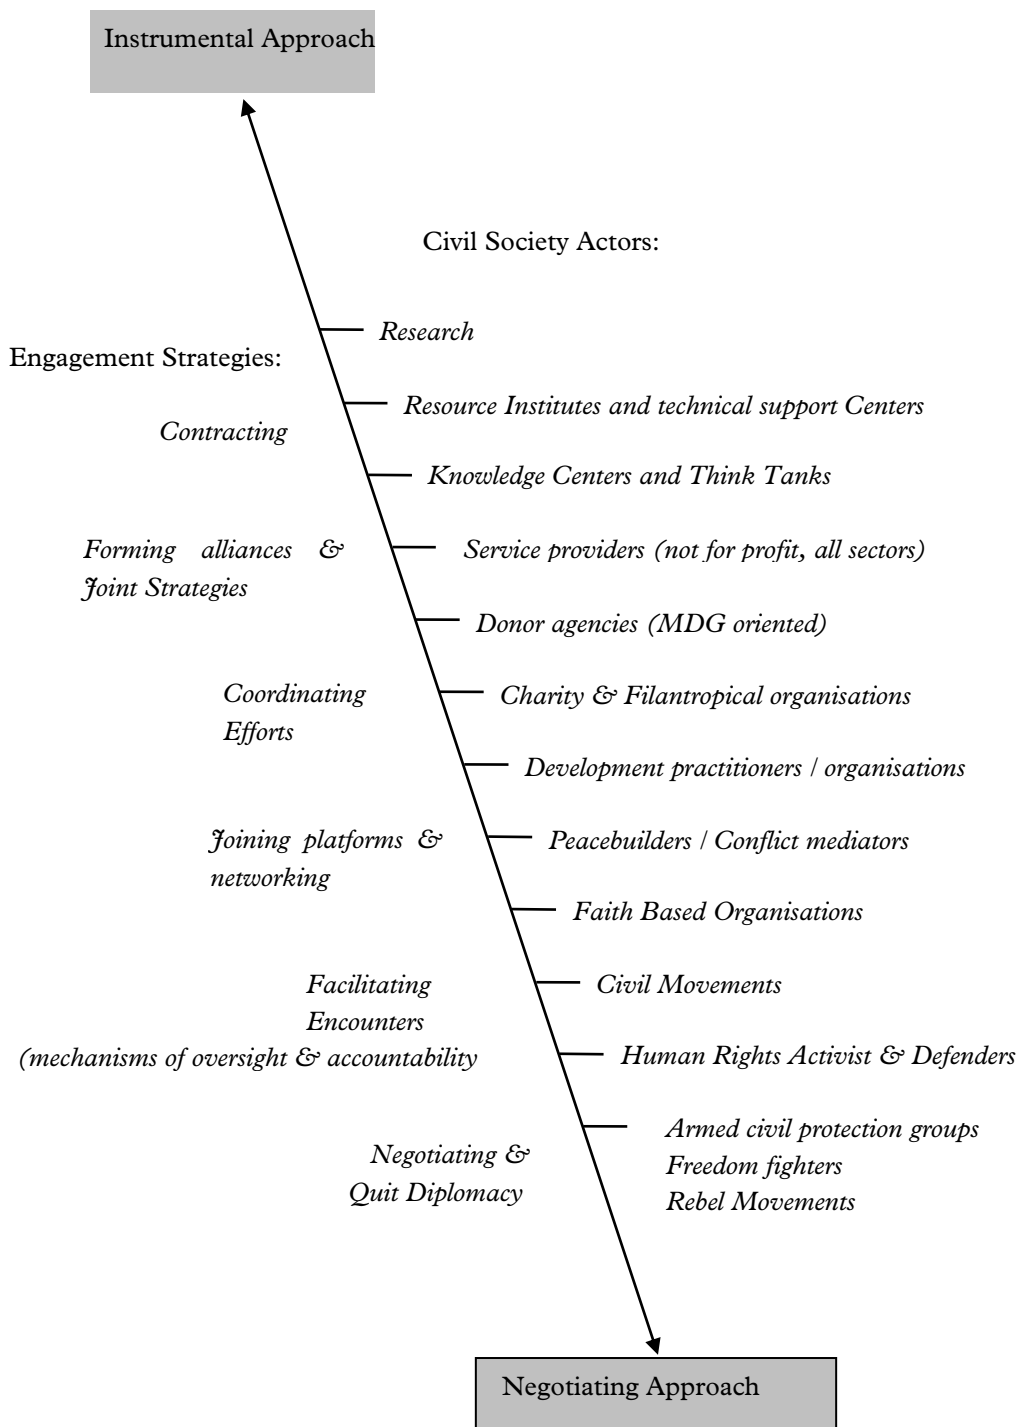 Instrumental Approach
Civil Society Actors:
Research
Engagement Strategies:
Resource Institutes and technical support Centers
Contracting
Knowledge Centers and Think Tanks
Forming alliances &
Joint Strategies
Service providers (not for profit, all sectors)
Donor agencies (MDG oriented)
Coordinating
Efforts
Charity & Filantropical organisations
Development practitioners / organisations
Joining platforms &
networking
Peacebuilders / Conflict mediators
Faith Based Organisations
Facilitating
Encounters
(mechanisms of oversight & accountability
Civil Movements
Human Rights Activist & Defenders
Armed civil protection groups
Freedom fighters
Rebel Movements
Negotiating &
Quit Diplomacy
Negotiating Approach